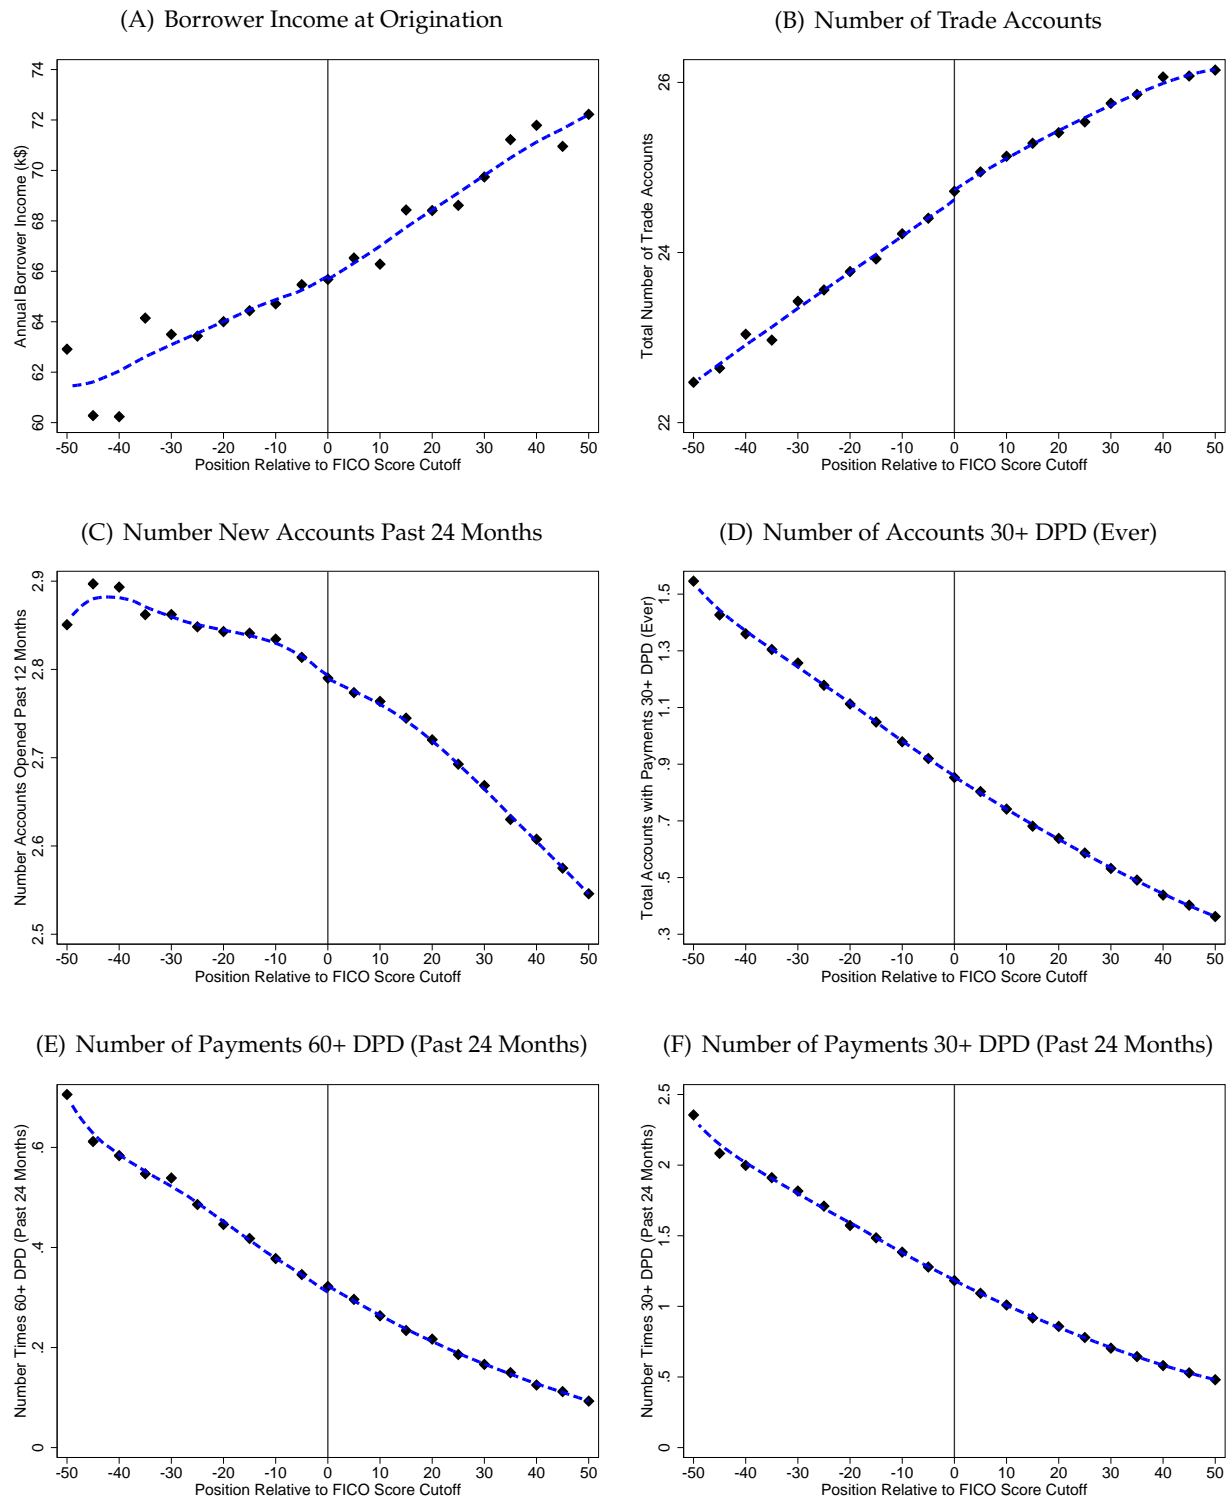 (A) Borrower Income at Origination
Annual Borrower Income (k$)
74
72
70
68
66
64
62
60
-50 -40 -30 -20 -10 0 10 20 30 40 50
Position Relative to FICO Score Cutoff
(B) Number of Trade Accounts
Total Number of Trade Accounts
26
24
22
-50 -40 -30 -20 -10 0 10 20 30 40 50
Position Relative to FICO Score Cutoff
(C) Number New Accounts Past 24 Months
Number Accounts Opened Past 12 Months
2.9
2.8
2.7
2.6
2.5
-50 -40 -30 -20 -10 0 10 20 30 40 50
Position Relative to FICO Score Cutoff
(D) Number of Accounts 30+ DPD (Ever)
Total Accounts with Payments 30+ DPD (Ever)
1.5
1.3
1.1
.9
.7
.5
.3
-50 -40 -30 -20 -10 0 10 20 30 40 50
Position Relative to FICO Score Cutoff
(E) Number of Payments 60+ DPD (Past 24 Months)
Number Times 60+ DPD (Past 24 Months)
.6
.4
.2
0
-50 -40 -30 -20 -10 0 10 20 30 40 50
Position Relative to FICO Score Cutoff
(F) Number of Payments 30+ DPD (Past 24 Months)
Number Times 30+ DPD (Past 24 Months)
2.5
2
1.5
1
.5
0
-50 -40 -30 -20 -10 0 10 20 30 40 50
Position Relative to FICO Score Cutoff